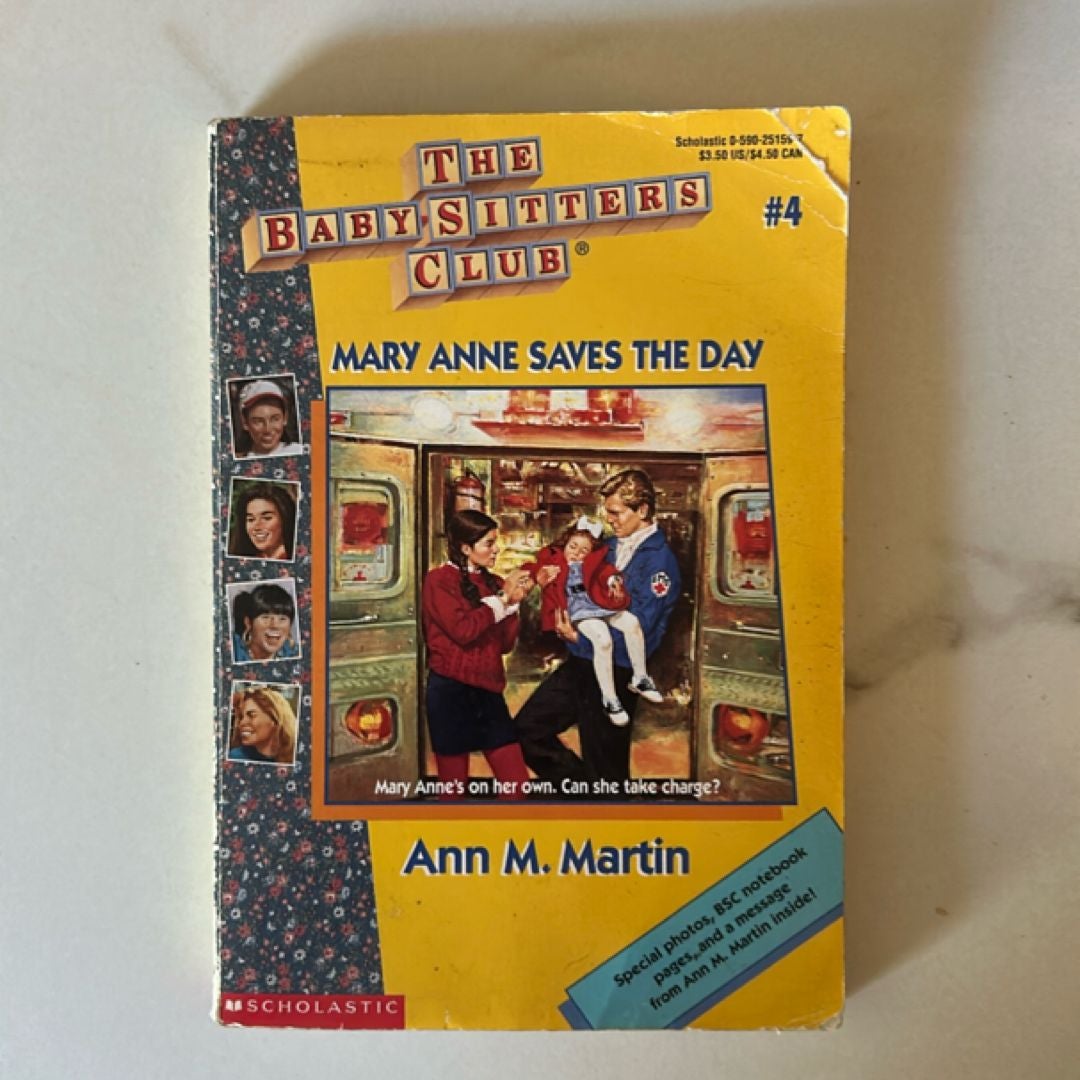 THE
BABY-SITTERS
CLUB®
Scholastic 0-590-25159-7
$3.50 US/$4.50 CAN
#4
MARY ANNE SAVES THE DAY
Mary Anne's on her own. Can she take charge?
Ann M. Martin
Special photos, BSC notebook
pages, and a message
from Ann M. Martin inside!
SCHOLASTIC